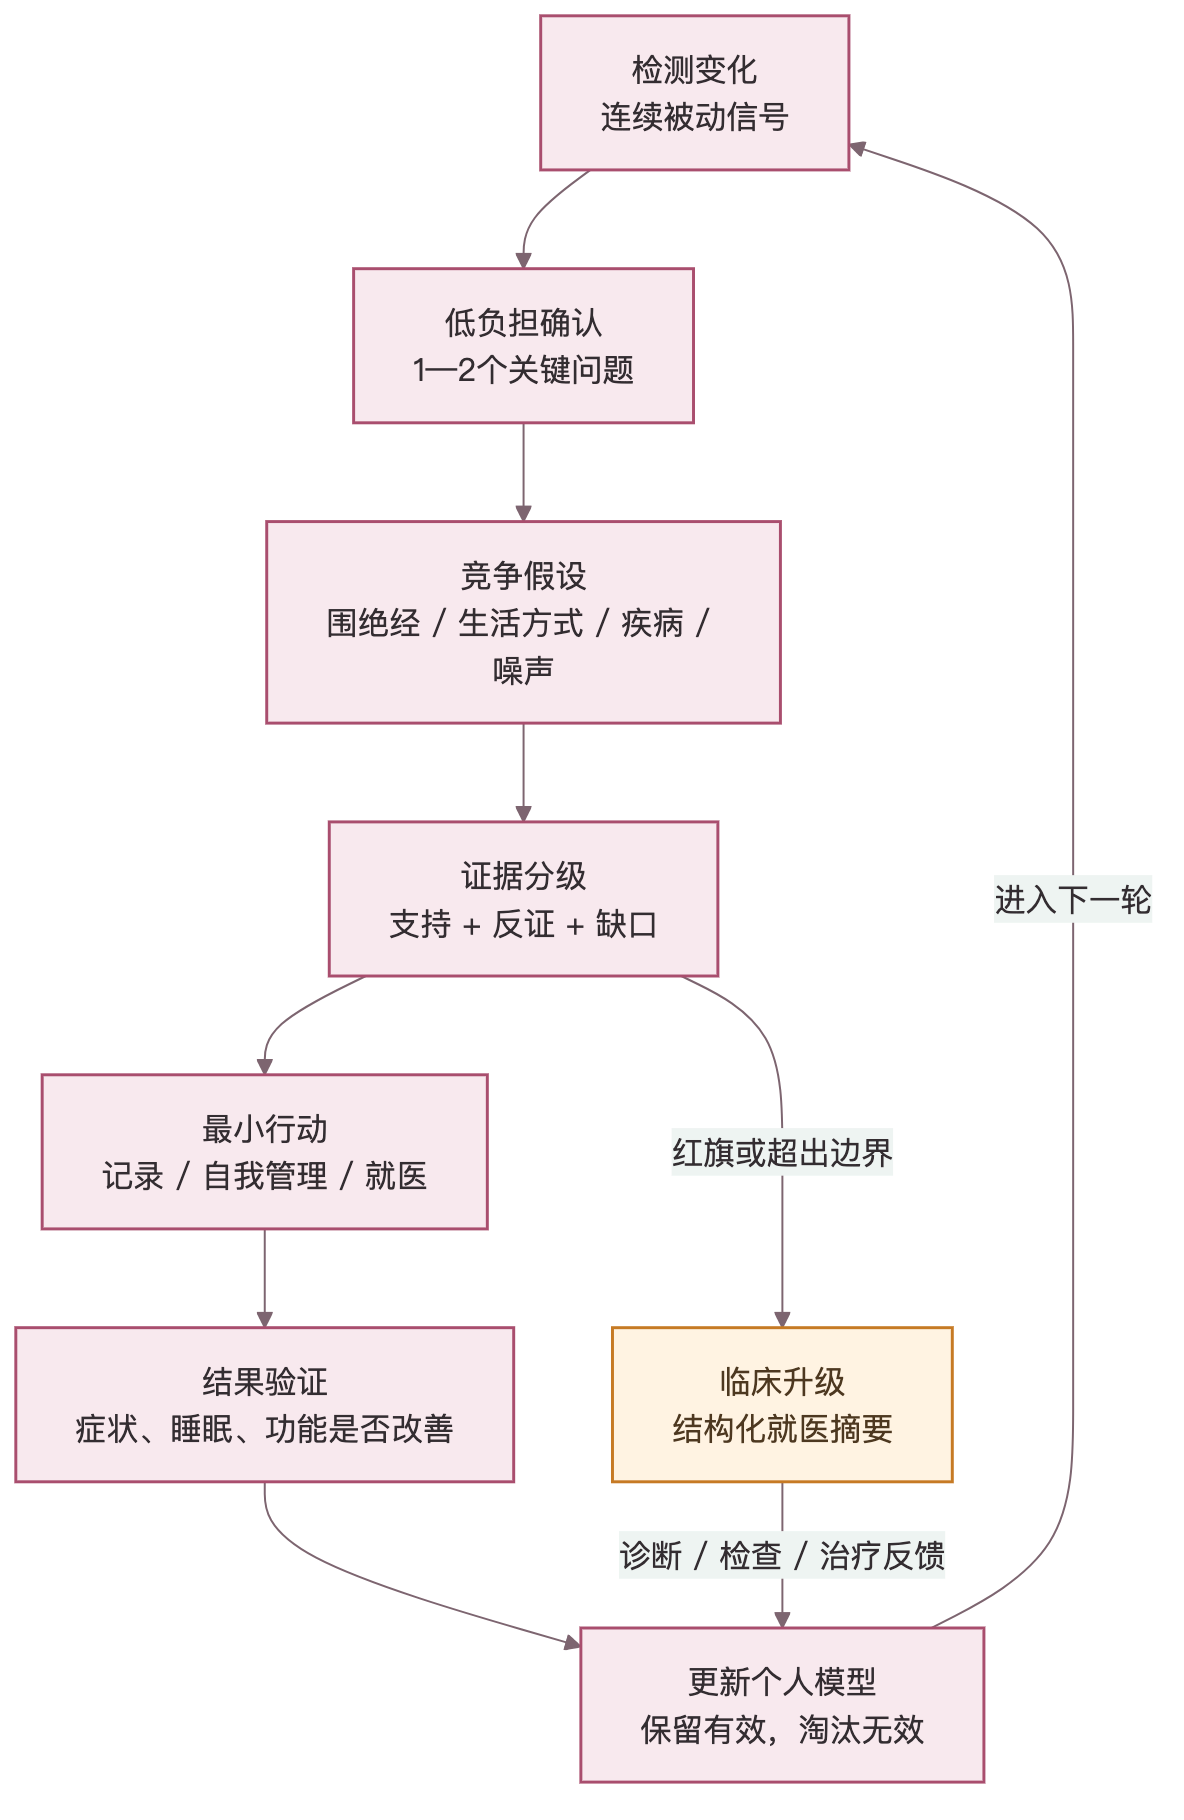 检测变化
连续被动信号
低负担确认
1—2个关键问题
竞争假设
围绝经 / 生活方式 / 疾病 /
噪声
证据分级
支持 + 反证 + 缺口
进入下一轮
最小行动
记录 / 自我管理 / 就医
红旗或超出边界
结果验证
症状、睡眠、功能是否改善
临床升级
结构化就医摘要
诊断 / 检查 / 治疗反馈
更新个人模型
保留有效，淘汰无效